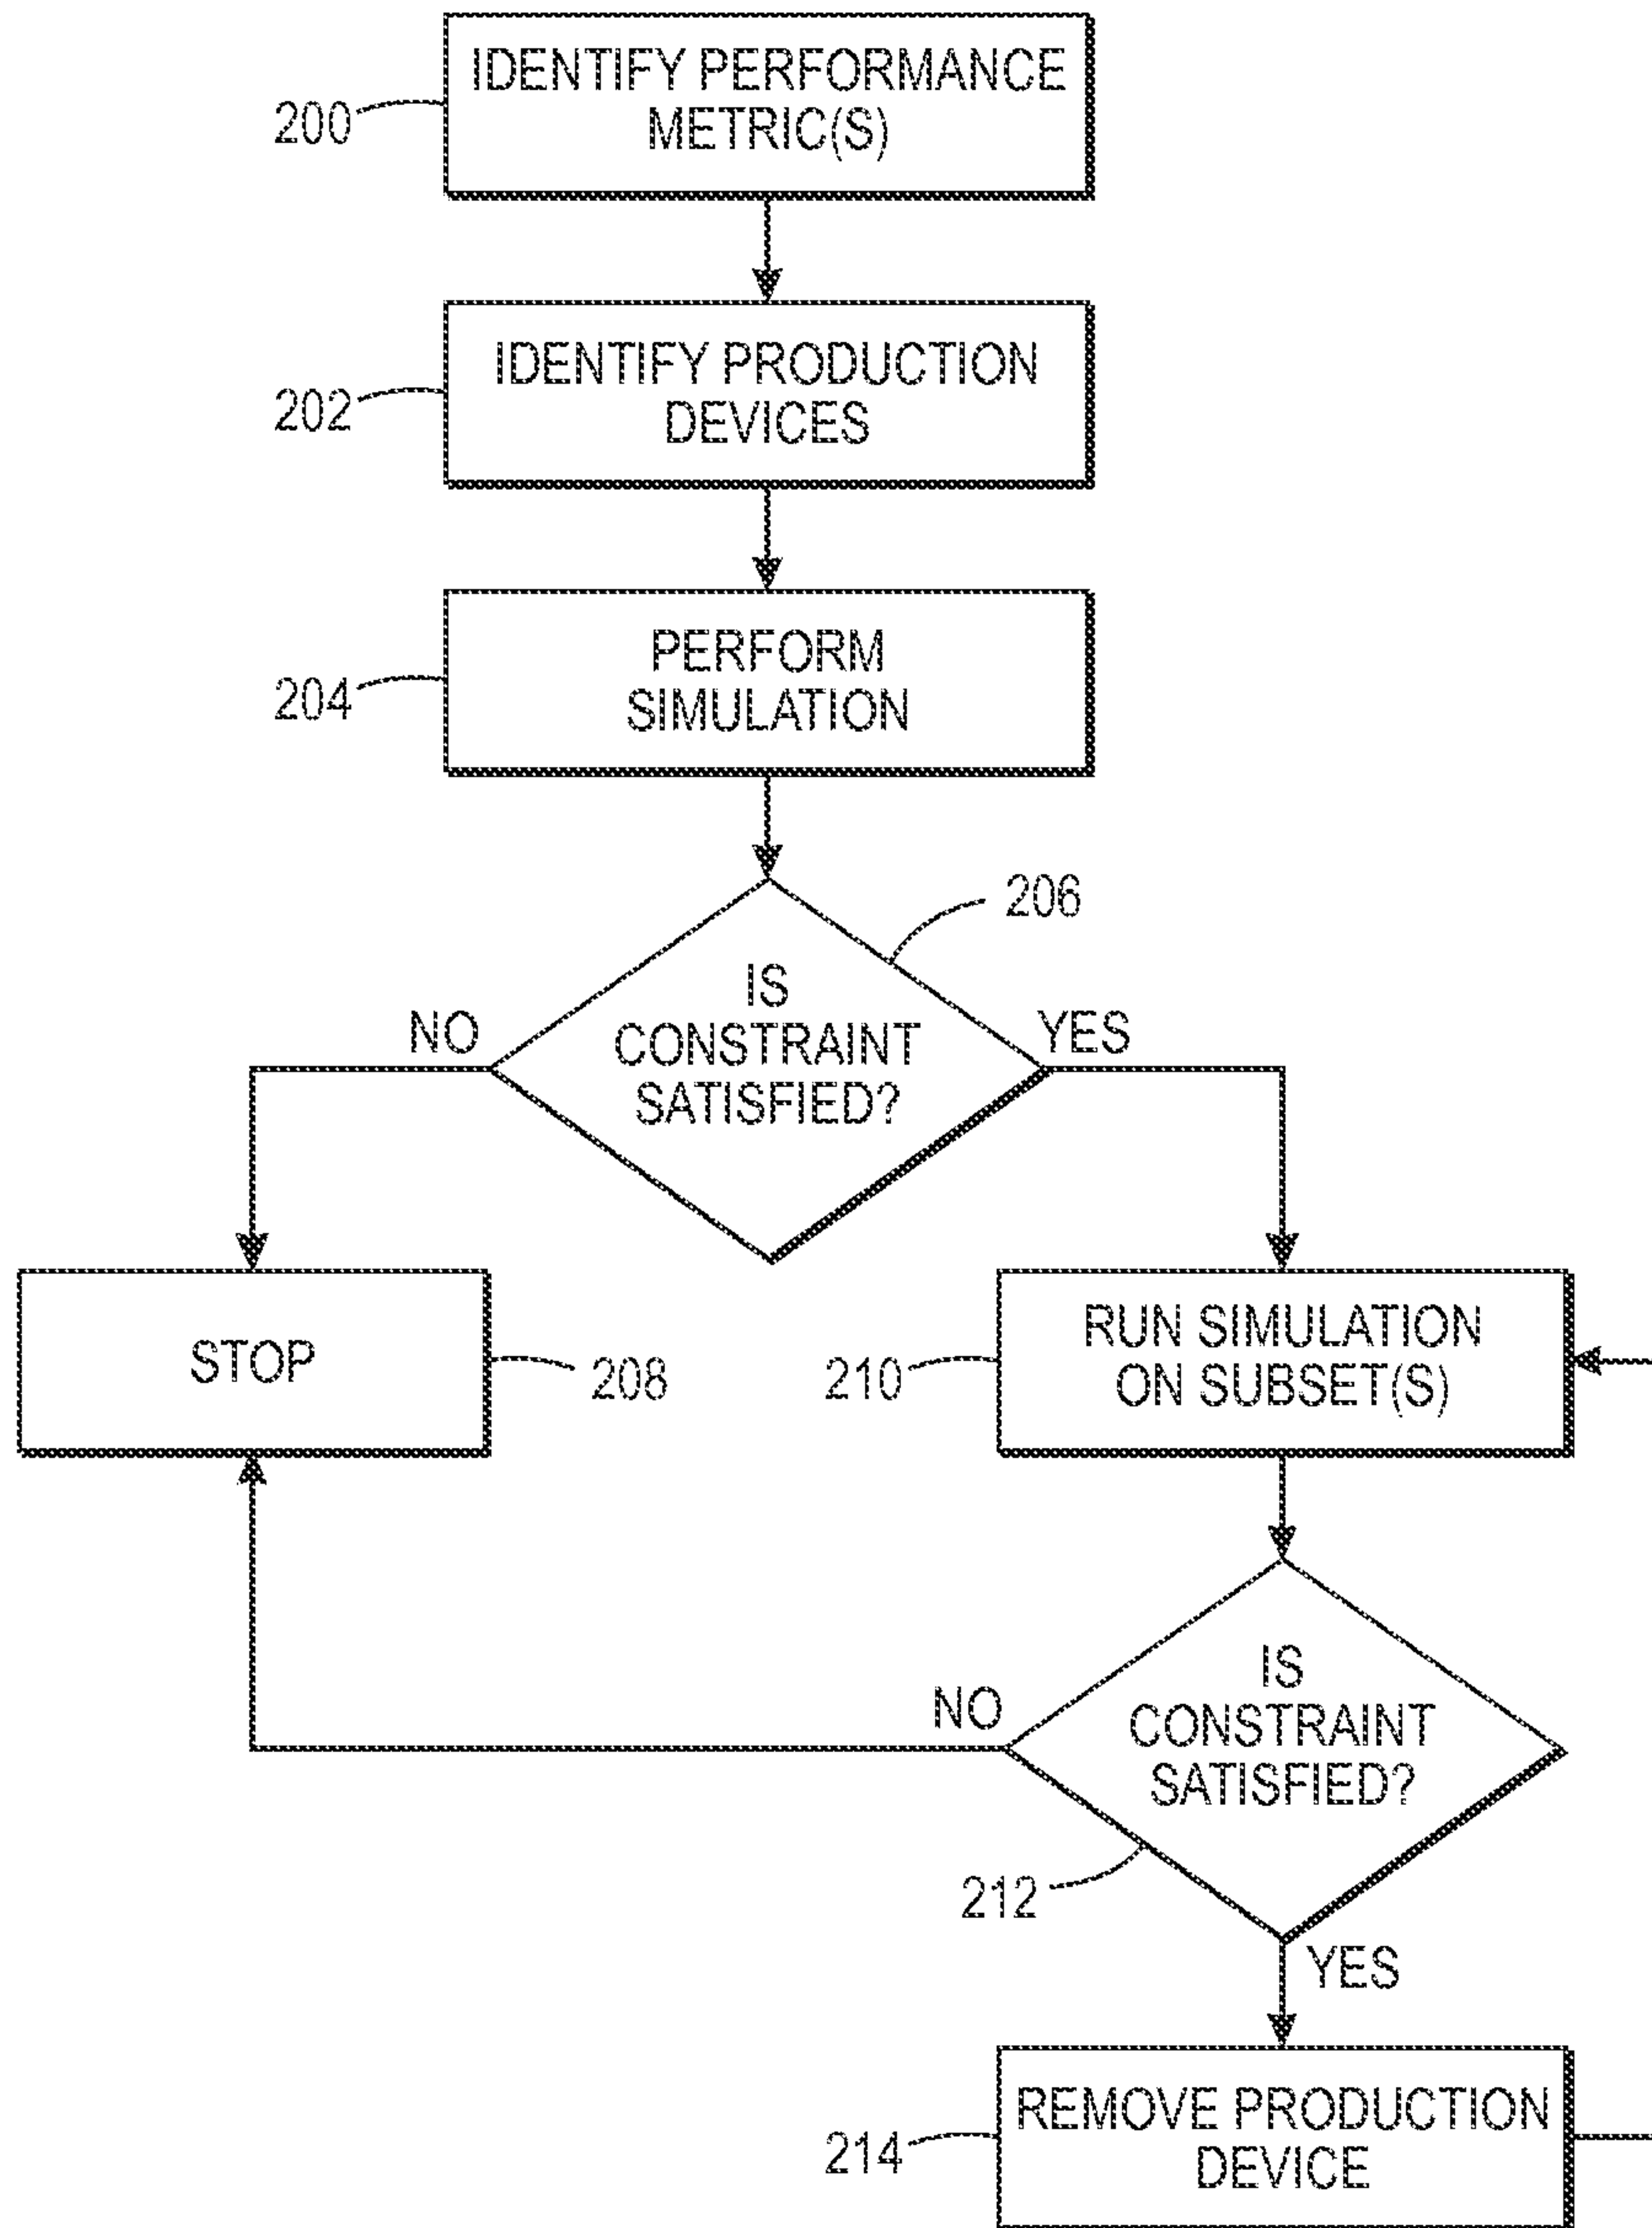 IDENTIFY PERFORMANCE
METRIC(S)
200
IDENTIFY PRODUCTION
DEVICES
202
PERFORM
SIMULATION
204
206
IS
CONSTRAINT
SATISFIED?
NO
YES
STOP
208
RUN SIMULATION
ON SUBSET(S)
210
IS
CONSTRAINT
SATISFIED?
NO
212
YES
REMOVE PRODUCTION
DEVICE
214